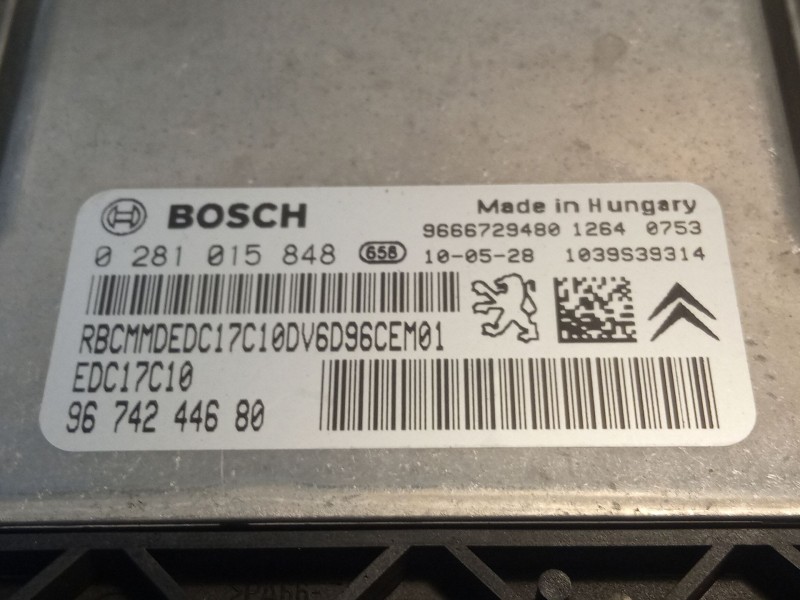 BOSCH
Made in Hungary
9666729480 1264 0753
0 281 015 848 658 10-05-28 1039S39314
RBCMMDEDC17C10DV6D96CEM01
EDC17C10
96 742 446 80